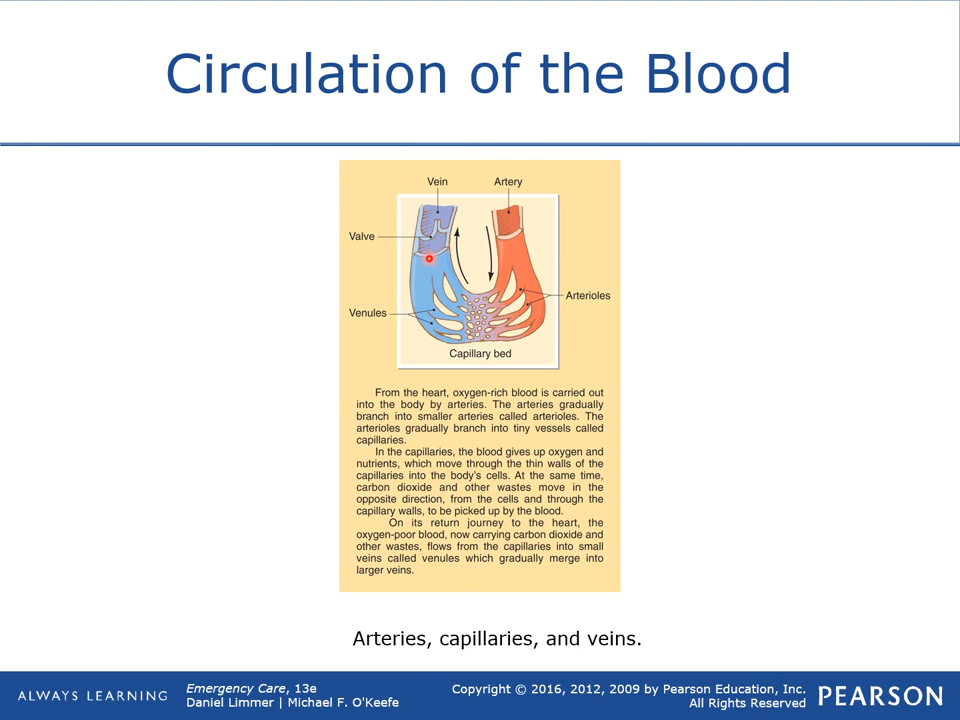 Circulation of the Blood
Vein
Artery
Valve
Arterioles
Venules
Capillary bed
From the heart, oxygen-rich blood is carried out
into the body by arteries. The arteries gradually
branch into smaller arteries called arterioles. The
arterioles gradually branch into tiny vessels called
capillaries.
In the capillaries, the blood gives up oxygen and
nutrients, which move through the thin walls of the
capillaries into the body's cells. At the same time,
carbon dioxide and other wastes move in the
opposite direction, from the cells and through the
capillary walls, to be picked up by the blood.
On its return journey to the heart, the
oxygen-poor blood, now carrying carbon dioxide and
other wastes, flows from the capillaries into small
veins called venules which gradually merge into
larger veins.
Arteries, capillaries, and veins.
ALWAYS LEARNING
Emergency Care, 13e
Daniel Limmer | Michael F. O'Keefe
Copyright © 2016, 2012, 2009 by Pearson Education, Inc.
All Rights Reserved
PEARSON